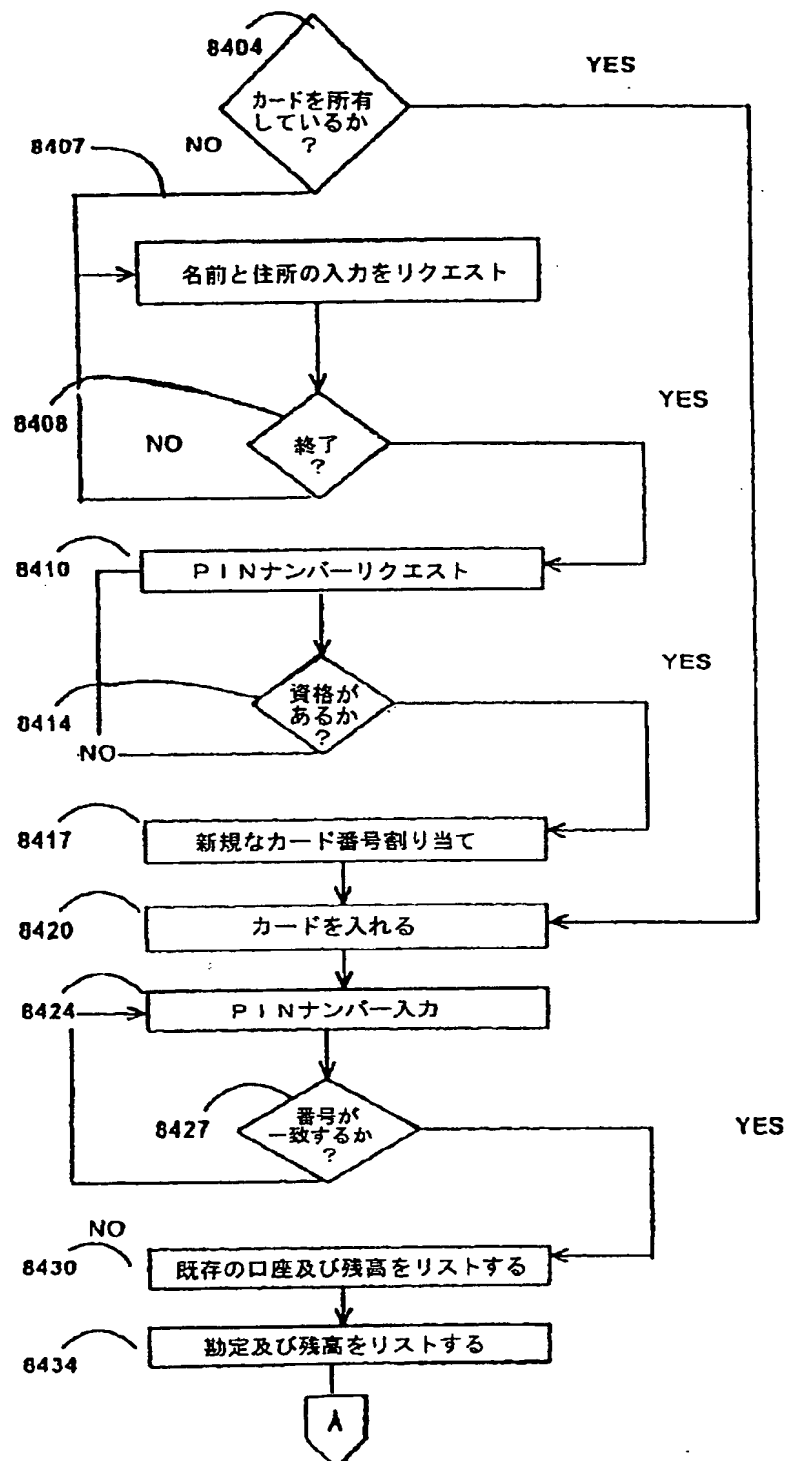 8404
YES
カードを所有
しているか
?
NO
8407
名前と住所の入力をリクエスト
YES
8408
NO
終了
?
8410
PINナンバーリクエスト
YES
資格が
あるか
?
8414
NO
8417
新規なカード番号割り当て
8420
カードを入れる
8424
PINナンバー入力
番号が
一致するか
?
8427
YES
NO
8430
既存の口座及び残高をリストする
8434
勘定及び残高をリストする
A